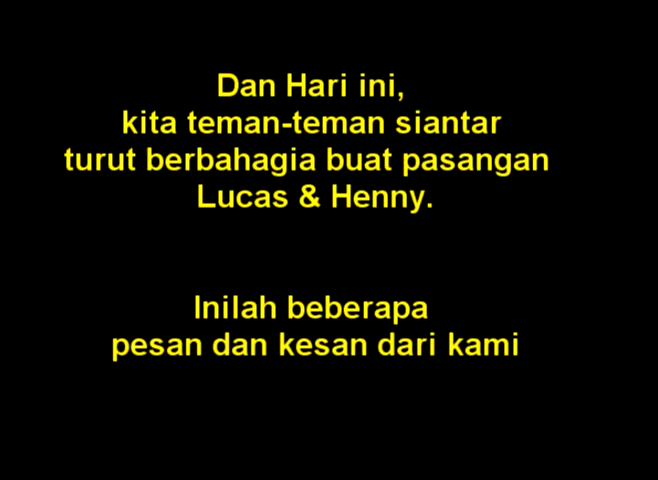 Dan Hari ini,
kita teman-teman siantar
turut berbahagia buat pasangan
Lucas & Henny.
Inilah beberapa
pesan dan kesan dari kami